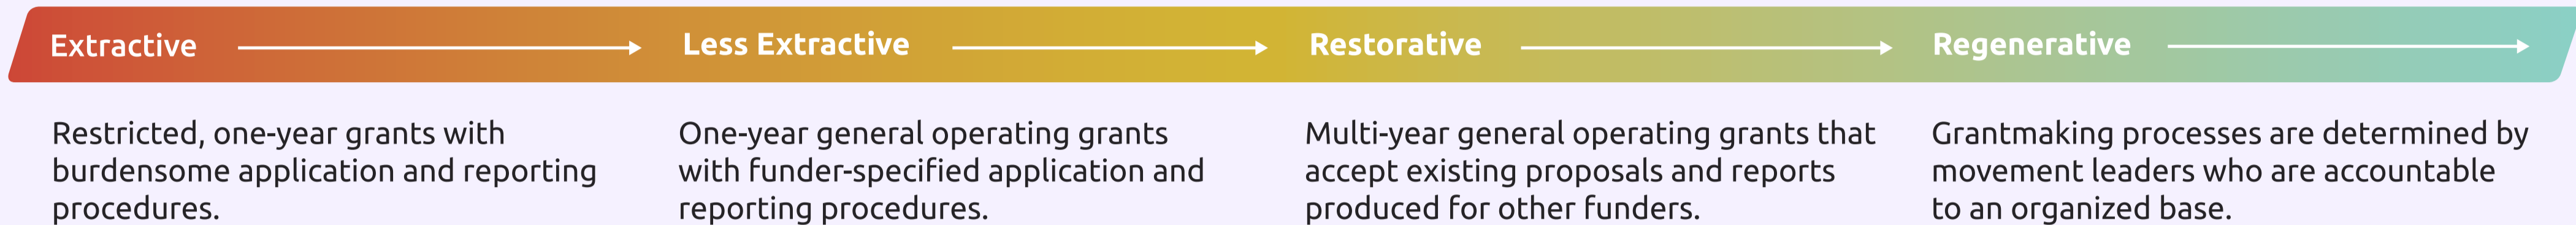 Extractive
Less Extractive
Restorative
Regenerative
Restricted, one-year grants with
burdensome application and reporting
procedures.
One-year general operating grants
with funder-specified application and
reporting procedures.
Multi-year general operating grants that
accept existing proposals and reports
produced for other funders.
Grantmaking processes are determined by
movement leaders who are accountable
to an organized base.